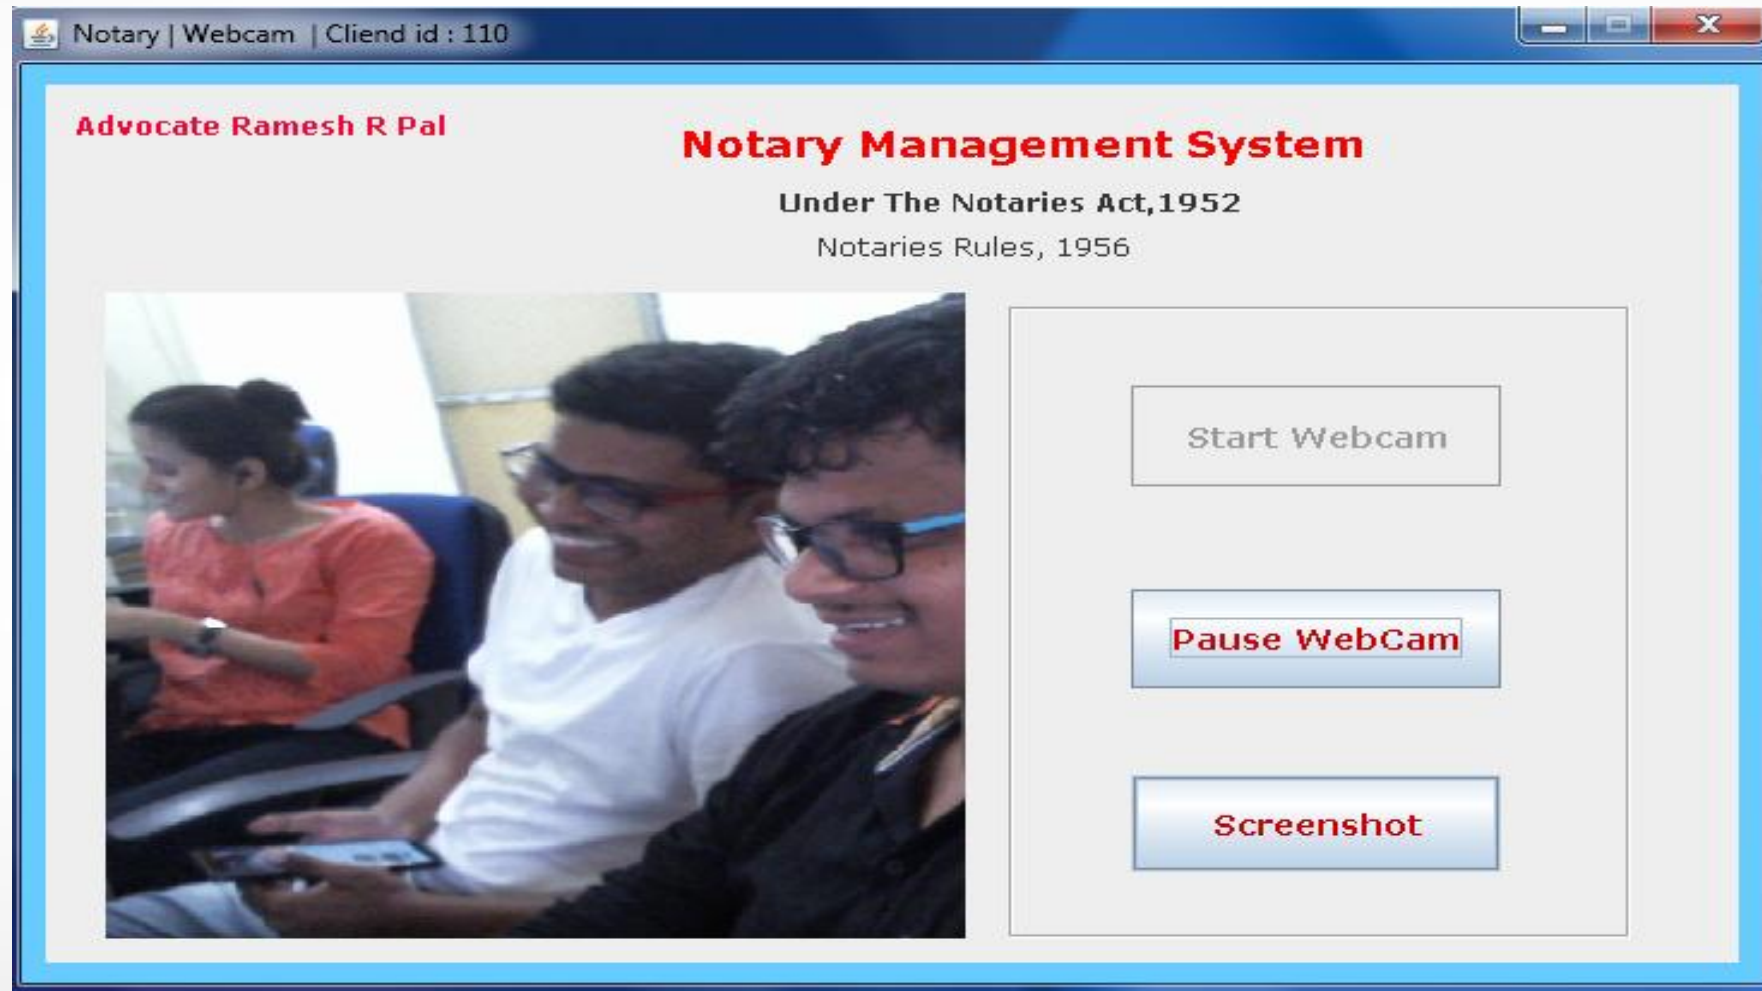 Notary | Webcam | Cliend id : 110
Advocate Ramesh R Pal
Notary Management System
Under The Notaries Act,1952
Notaries Rules, 1956
Start Webcam
Pause WebCam
Screenshot